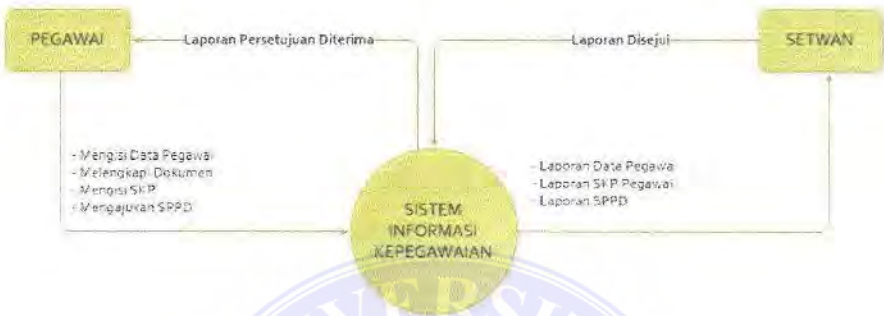 PEGAWAI
Laporan Persetujuan Diterima
Laporan Disejui
SETWAN
- Mengisi Data Pegawai
- Melengkapi Dokumen
- Mengisi SKP
- Mengajukan SPPD
- Laporan Data Pegawai
- Laporan SKP Pegawai
- Laporan SPPD
SISTEM
INFORMASI
KEPEGAWAIAN
VERSI